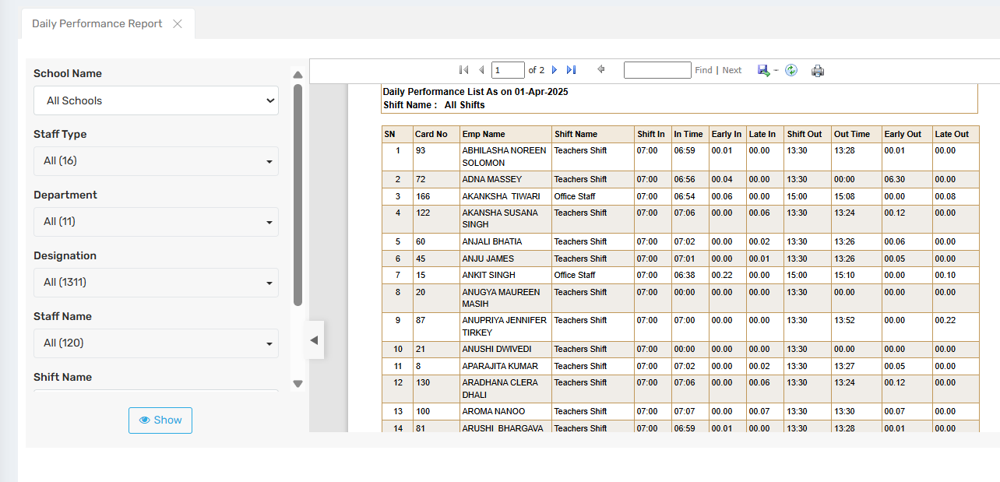 Daily Performance Report
School Name
All Schools
Staff Type
All (16)
Department
All (11)
Designation
All (1311)
Staff Name
All (120)
Shift Name
Show
1 of 2 Find | Next
Daily Performance List As on 01-Apr-2025
Shift Name : All Shifts
SN Card No Emp Name Shift Name Shift In In Time Early In Late In Shift Out Out Time Early Out Late Out
1 93 ABHILASHA NOREEN Teachers Shift 07:00 06:59 00.01 00.00 13:30 13:28 00.01 00.00
SOLOMON
2 72 ADNA MASSEY Teachers Shift 07:00 06:56 00.04 00.00 13:30 00:00 06.30 00.00
3 166 AKANKSHA TIWARI Office Staff 07:00 06:54 00.06 00.00 15:00 15:08 00.00 00.08
4 122 AKANSHA SUSANA Teachers Shift 07:00 07:06 00.00 00.06 13:30 13:24 00.12 00.00
SINGH
5 60 ANJALI BHATIA Teachers Shift 07:00 07:02 00.00 00.02 13:30 13:26 00.06 00.00
6 45 ANJU JAMES Teachers Shift 07:00 07:01 00.00 00.01 13:30 13:26 00.05 00.00
7 15 ANKIT SINGH Office Staff 07:00 06:38 00.22 00.00 15:00 15:10 00.00 00.10
8 20 ANUGYA MAUREEN Teachers Shift 07:00 00:00 00.00 00.00 13:30 00:00 00.00 00.00
MASIH
9 87 ANUPRIYA JENNIFER Teachers Shift 07:00 07:00 00.00 00.00 13:30 13:52 00.00 00.22
TIRKEY
10 21 ANUSHI DWIVEDI Teachers Shift 07:00 00:00 00.00 00.00 13:30 00:00 00.00 00.00
11 8 APARAJITA KUMAR Teachers Shift 07:00 07:02 00.00 00.02 13:30 13:27 00.05 00.00
12 130 ARADHANA CLERA Teachers Shift 07:00 07:06 00.00 00.06 13:30 13:24 00.12 00.00
DHALI
13 100 AROMA NANOO Teachers Shift 07:00 07:07 00.00 00.07 13:30 13:30 00.07 00.00
14 81 ARUSHI BHARGAVA Teachers Shift 07:00 06:59 00.01 00.00 13:30 13:28 00.01 00.00